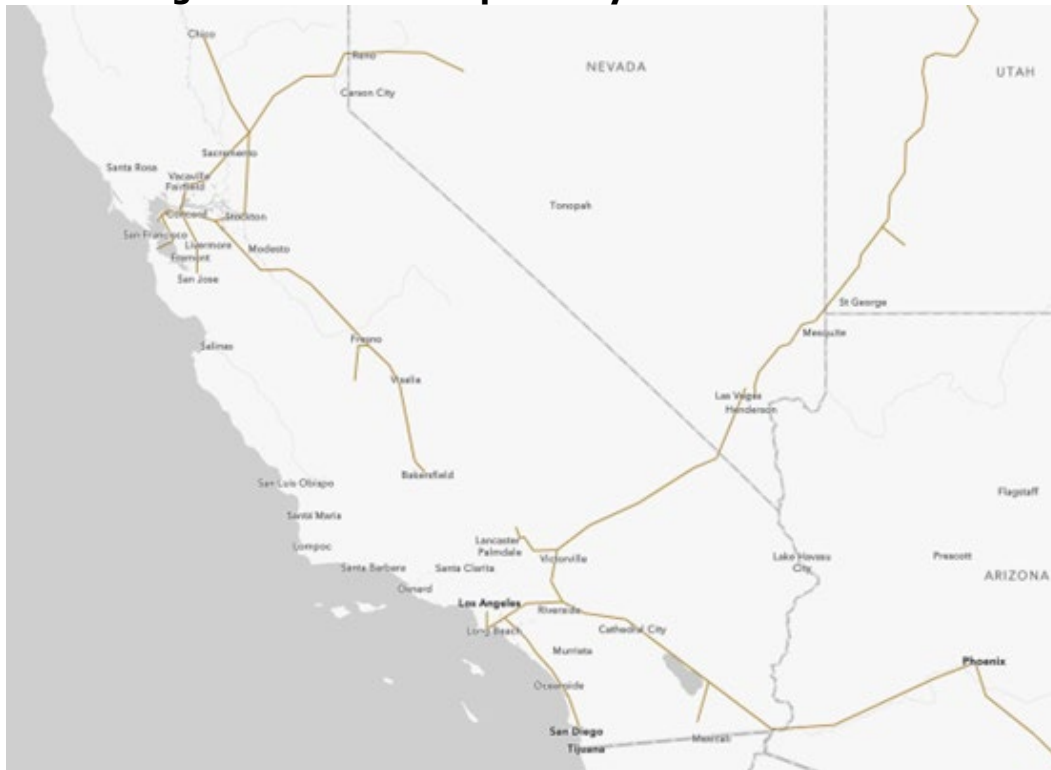 Chico
Reno
NEVADA
UTAH
Carson City
Sacramento
Santa Rosa
Vacaville
Fairfield
Tonopah
Concord
Stockton
San Francisco
Livermore
Modesto
Fremont
San Jose
St George
Mesquite
Salinas
Fresno
Visalia
Las Vegas
Henderson
Bakersfield
San Luis Obispo
Flagstaff
Santa Maria
Lancaster
Palmdale
Lompoc
Victorville
Lake Havasu
City
Prescott
Santa Barbara
Santa Clarita
ARIZONA
Oxnard
Los Angeles
Riverside
Long Beach
Cathedral City
Murrieta
Phoenix
Oceanside
San Diego
Mexicali
Tijuana